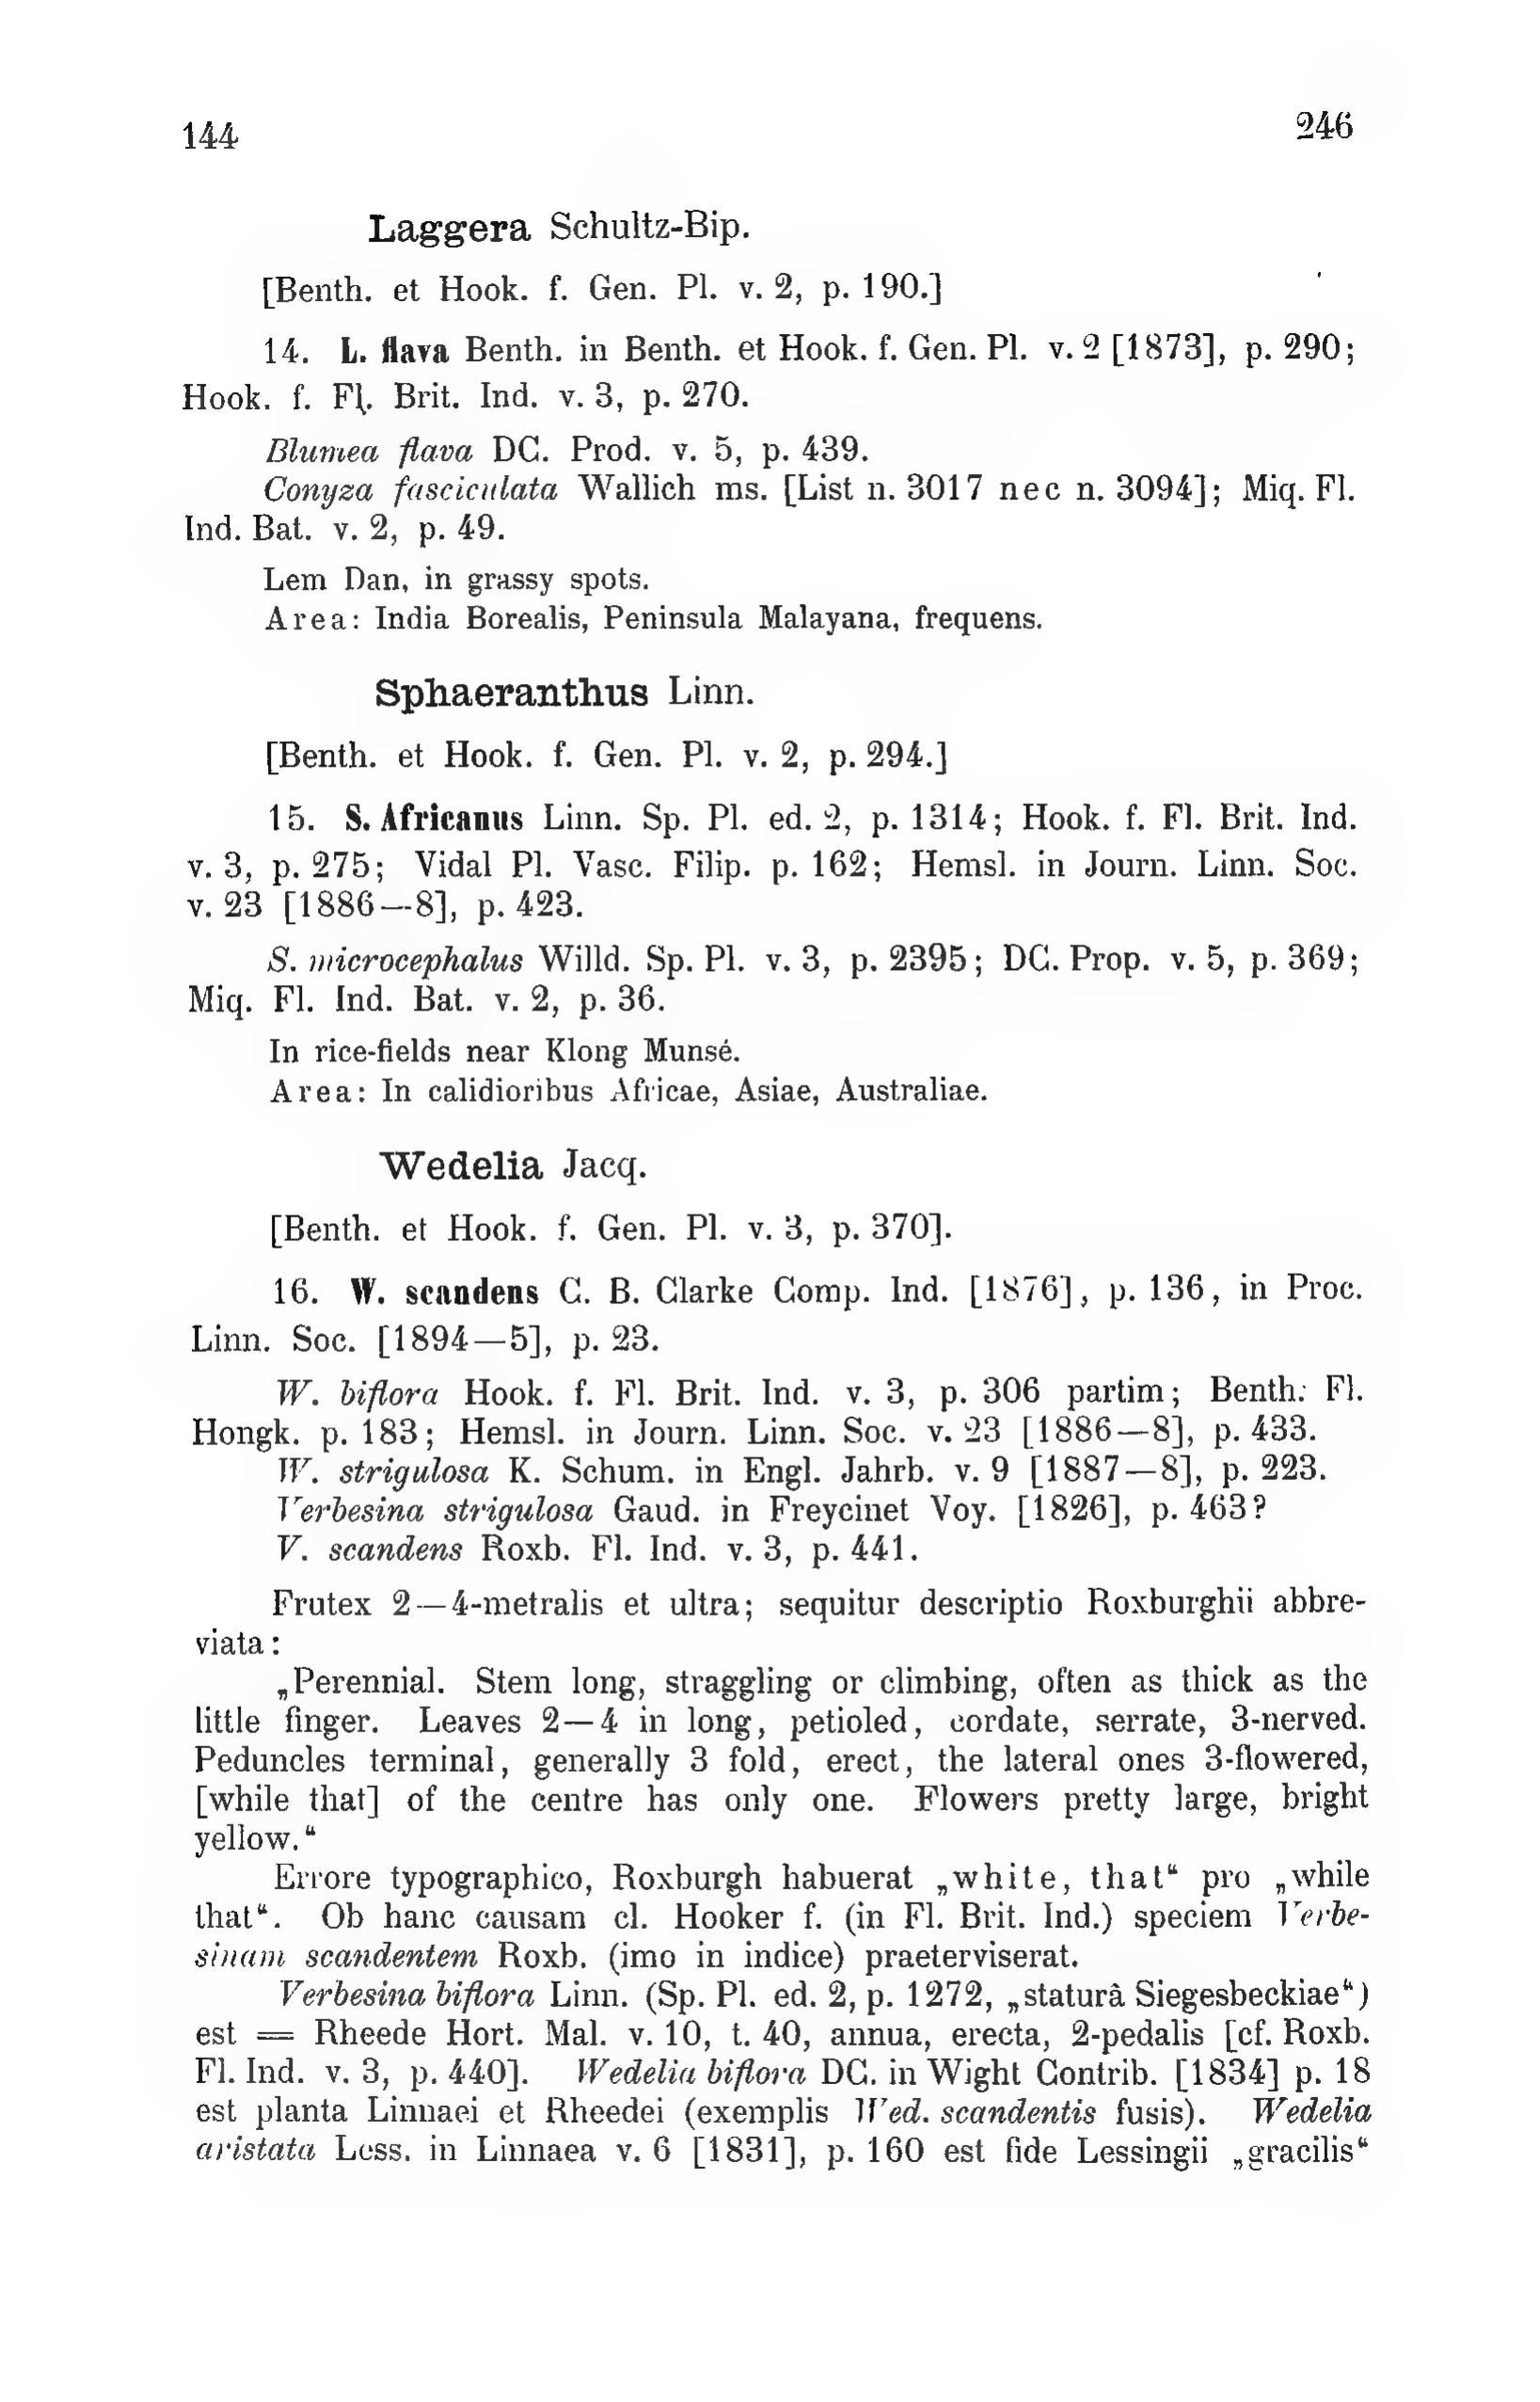 144
246
Laggera Schultz-Bip.
[Benth. et Hook. f. Gen. Pl. v. 2, p. 190.]
14. L. flava Benth. in Benth. et Hook. f. Gen. Pl. v. 2 [1873], p. 290;
Hook. f. Fl. Brit. Ind. v. 3, p. 270.
Blumea flava DC. Prod. v. 5, p. 439.
Conyza fasciculata Wallich ms. [List n. 3017 nec n. 3094]; Miq. Fl.
Ind. Bat. v. 2, p. 49.
Lem Dan, in grassy spots.
Area: India Borealis, Peninsula Malayana, frequens.
Sphaeranthus Linn.
[Benth. et Hook. f. Gen. Pl. v. 2, p. 294.]
15. S. Africanus Linn. Sp. Pl. ed. 2, p. 1314; Hook. f. Fl. Brit. Ind.
v. 3, p. 275; Vidal Pl. Vasc. Filip. p. 162; Hemsl. in Journ. Linn. Soc.
v. 23 [1886—8], p. 423.
S. microcephalus Willd. Sp. Pl. v. 3, p. 2395; DC. Prop. v. 5, p. 369;
Miq. Fl. Ind. Bat. v. 2, p. 36.
In rice-fields near Klong Munsé.
Area: In calidioribus Africae, Asiae, Australiae.
Wedelia Jacq.
[Benth. et Hook. f. Gen. Pl. v. 3, p. 370].
16. W. scandens C. B. Clarke Comp. Ind. [1876], p. 136, in Proc.
Linn. Soc. [1894—5], p. 23.
W. biflora Hook. f. Fl. Brit. Ind. v. 3, p. 306 partim; Benth. Fl.
Hongk. p. 183; Hemsl. in Journ. Linn. Soc. v. 23 [1886—8], p. 433.
W. strigulosa K. Schum. in Engl. Jahrb. v. 9 [1887—8], p. 223.
Verbesina strigulosa Gaud. in Freycinet Voy. [1826], p. 463?
V. scandens Roxb. Fl. Ind. v. 3, p. 441.
Frutex 2—4-metralis et ultra; sequitur descriptio Roxburghii abbre-
viata:
„Perennial. Stem long, straggling or climbing, often as thick as the
little finger. Leaves 2—4 in long, petioled, cordate, serrate, 3-nerved.
Peduncles terminal, generally 3 fold, erect, the lateral ones 3-flowered,
[while that] of the centre has only one. Flowers pretty large, bright
yellow.“
Errore typographico, Roxburgh habuerat „white, that“ pro „while
that“. Ob hanc causam cl. Hooker f. (in Fl. Brit. Ind.) speciem Verbe-
sinam scandentem Roxb. (imo in indice) praeterviserat.
Verbesina biflora Linn. (Sp. Pl. ed. 2, p. 1272, „staturâ Siegesbeckiae“)
est = Rheede Hort. Mal. v. 10, t. 40, annua, erecta, 2-pedalis [cf. Roxb.
Fl. Ind. v. 3, p. 440]. Wedelia biflora DC. in Wight Contrib. [1834] p. 18
est planta Linnaei et Rheedei (exemplis Wed. scandentis fusis). Wedelia
aristata Less. in Linnaea v. 6 [1831], p. 160 est fide Lessingii „gracilis“